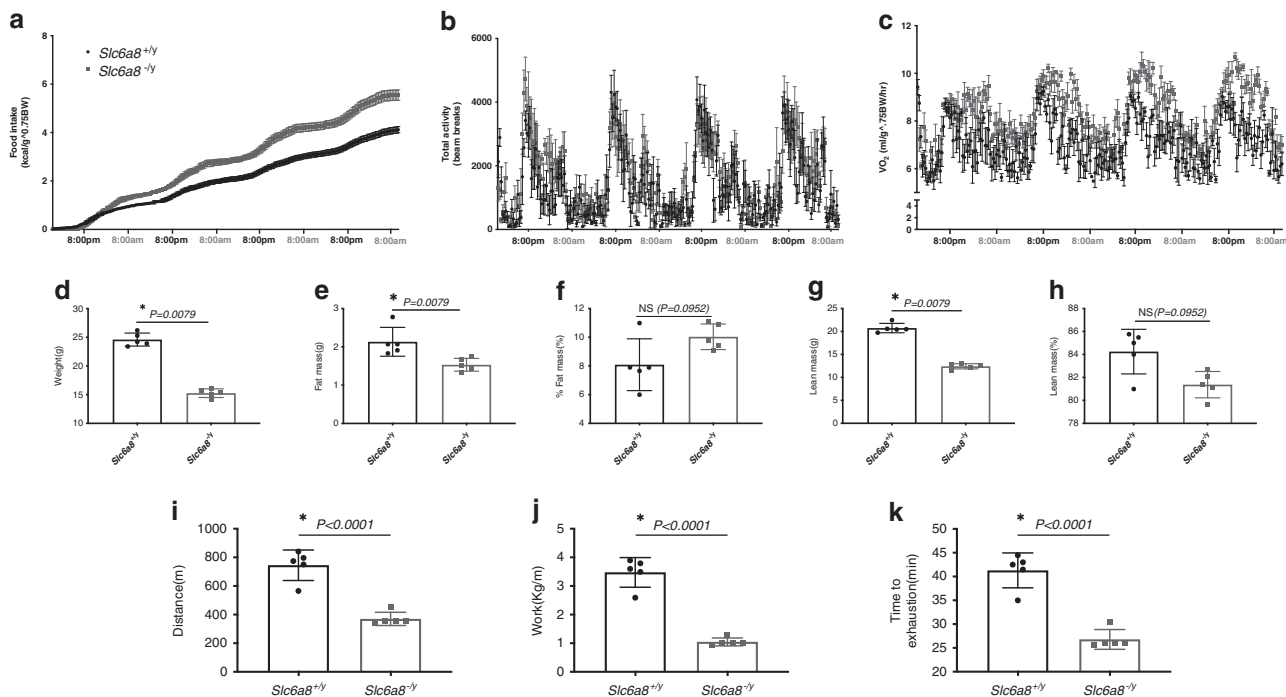 a
Food intake
(kcal/g^0.75BW)
8
6
4
2
0
Slc6a8+/y
Slc6a8-/y
8:00pm 8:00am 8:00pm 8:00am 8:00pm 8:00am 8:00pm 8:00am
b
Total activity
(beam breaks)
6000
4000
2000
0
8:00pm 8:00am 8:00pm 8:00am 8:00pm 8:00am 8:00pm 8:00am
c
VO2 (ml/g^.75BW/hr)
12
10
8
6
4
2
0
8:00pm 8:00am 8:00pm 8:00am 8:00pm 8:00am 8:00pm 8:00am
d
*
P=0.0079
Weight(g)
30
25
20
15
10
Slc6a8+/y
Slc6a8-/y
e
*
P=0.0079
Fat mass(g)
3
2
1
0
Slc6a8+/y
Slc6a8-/y
f
NS (P=0.0952)
% Fat mass(%)
12
10
8
6
4
Slc6a8+/y
Slc6a8-/y
g
*
P=0.0079
Lean mass(g)
25
20
15
10
5
0
Slc6a8+/y
Slc6a8-/y
h
NS(P=0.0952)
Lean mass(%)
88
86
84
82
80
78
Slc6a8+/y
Slc6a8-/y
i
*
P<0.0001
Distance(m)
1000
800
600
400
200
0
Slc6a8+/y Slc6a8-/y
j
*
P<0.0001
Work(Kg/m)
5
4
3
2
1
0
Slc6a8+/y Slc6a8-/y
k
*
P<0.0001
Time to
exhaustion(min)
50
45
40
35
30
25
20
Slc6a8+/y Slc6a8-/y